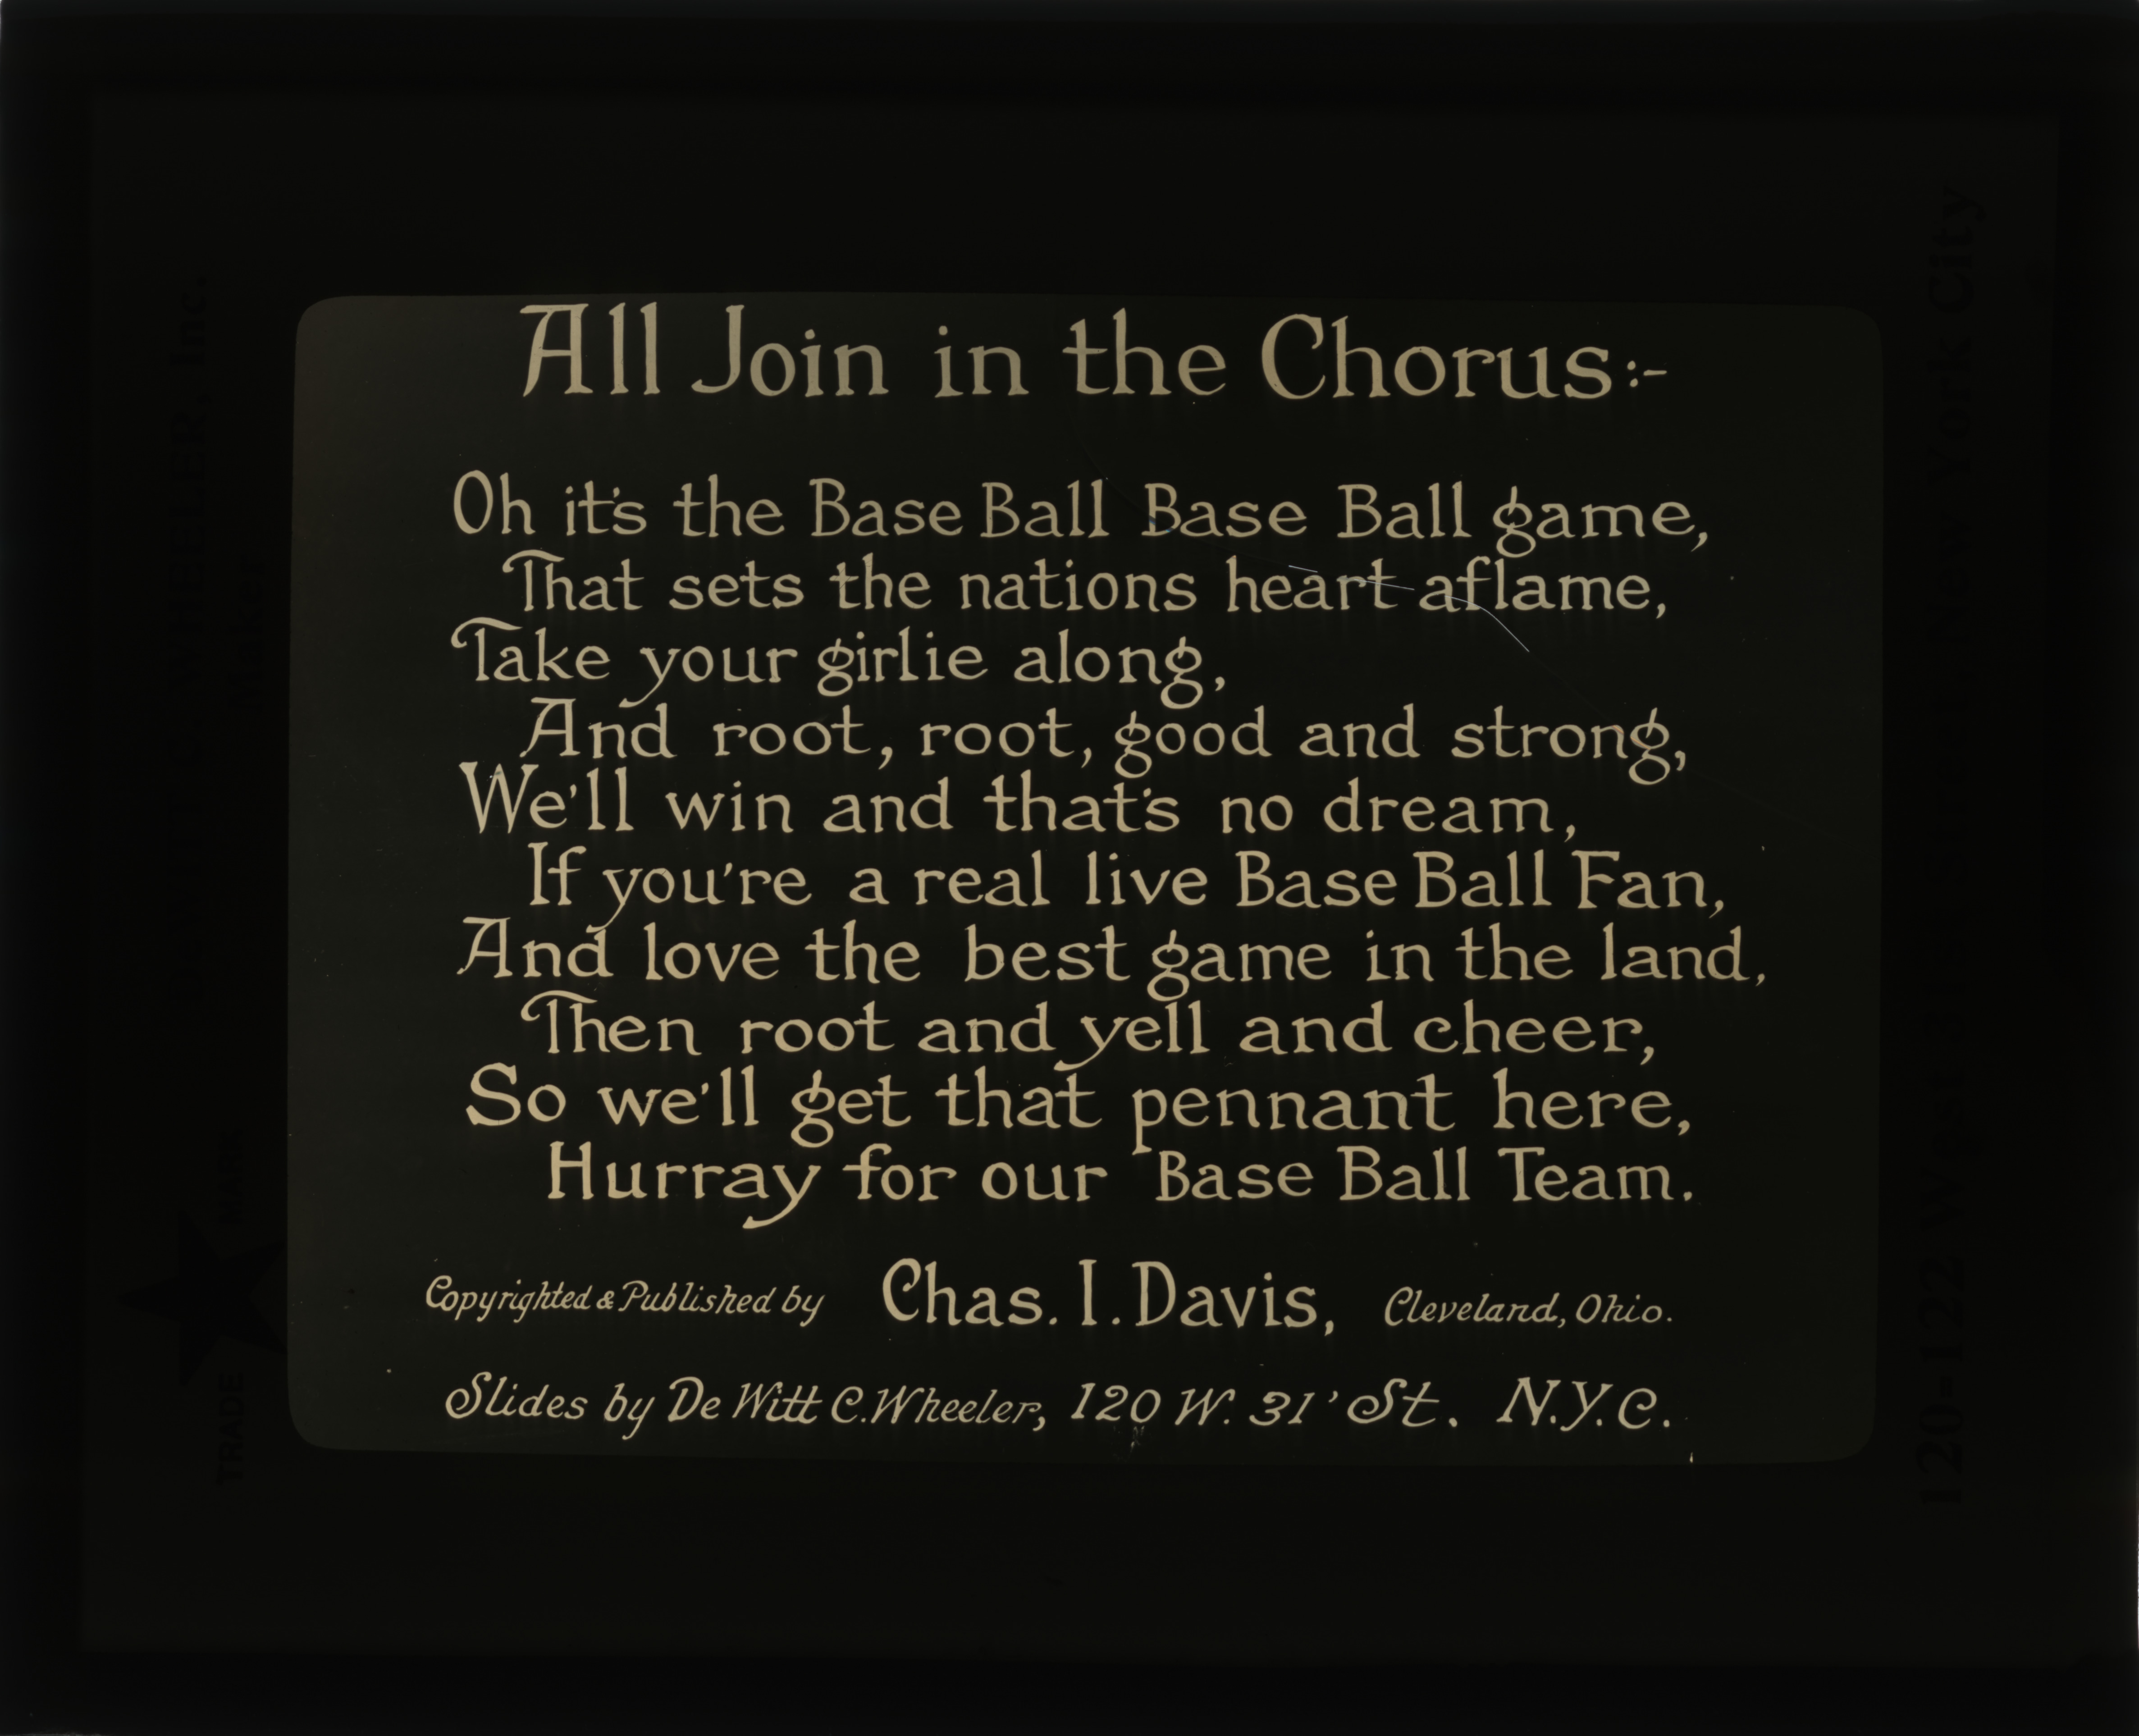 All Join in the Chorus:-
Oh it's the Base Ball Base Ball game,
That sets the nations heart aflame,
Take your girlie along,
And root, root, good and strong,
We'll win and that's no dream,
If you're a real live Base Ball Fan,
And love the best game in the land,
Then root and yell and cheer,
So we'll get that pennant here,
Hurray for our Base Ball Team.
Copyrighted & Published by Chas. I. Davis, Cleveland, Ohio.
Slides by De Witt C. Wheeler, 120 W. 31' St. N.Y.C.
WHEELER, Inc.
TRADE MARK
120-122 W
York City